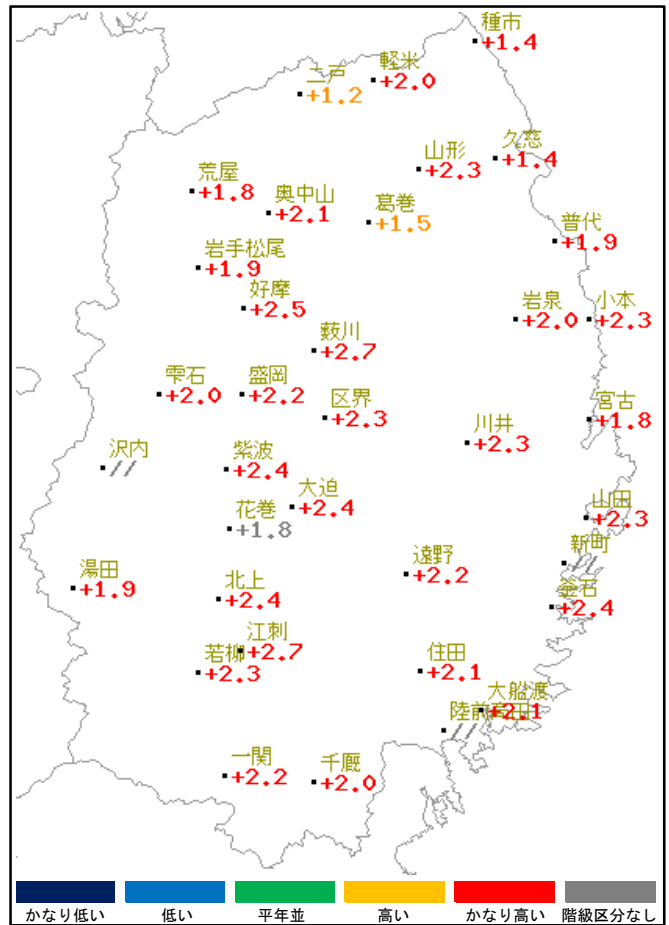 種市
+1.4
軽米
+2.0
二戸
+1.2
久慈
+1.4
山形
+2.3
荒屋
+1.8
奥中山
+2.1
葛巻
+1.5
普代
+1.9
岩手松尾
+1.9
好摩
+2.5
岩泉
+2.0
小本
+2.3
薮川
+2.7
雫石
+2.0
盛岡
+2.2
区界
+2.3
宮古
+1.8
川井
+2.3
沢内
//
紫波
+2.4
大迫
+2.4
花巻
+1.8
山田
+2.3
新町
//
湯田
+1.9
遠野
+2.2
北上
+2.4
釜石
+2.4
江刺
+2.7
若柳
+2.3
住田
+2.1
大船渡
+2.1
陸前高田
//
一関
+2.2
千厩
+2.0
かなり低い 低い 平年並 高い かなり高い 階級区分なし